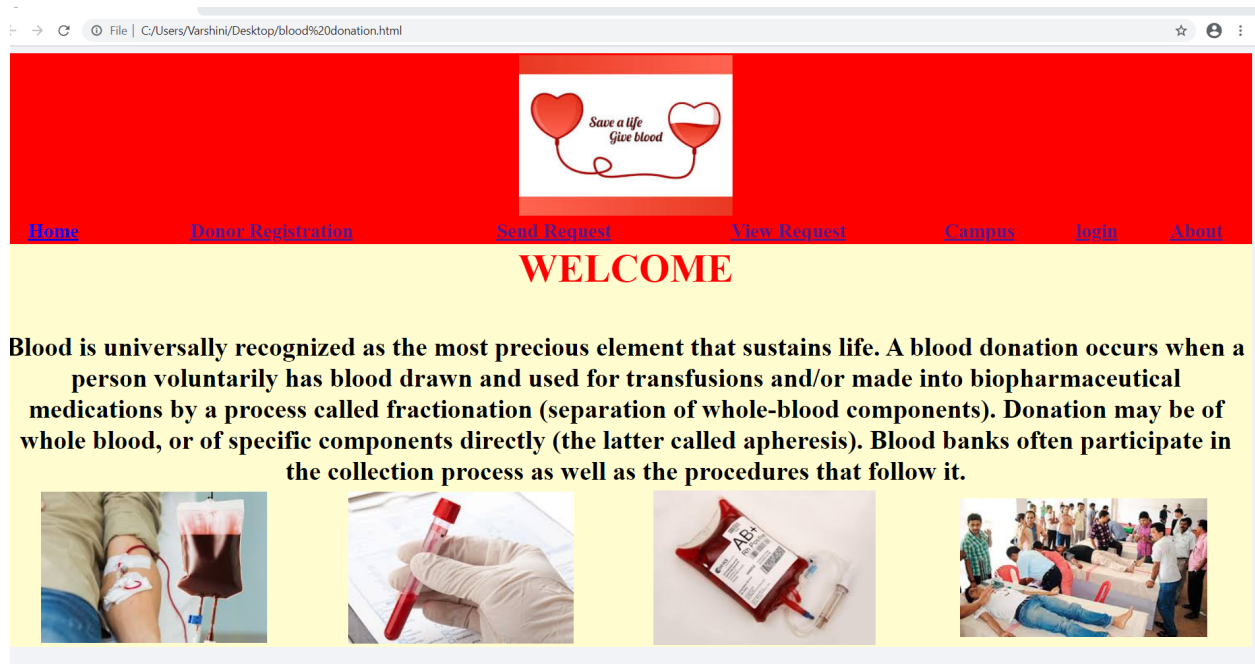 File | C:/Users/Varshini/Desktop/blood%20donation.html
Save a life
Give blood
Home Donor Registration Send Request View Request Campus login About
WELCOME
Blood is universally recognized as the most precious element that sustains life. A blood donation occurs when a
person voluntarily has blood drawn and used for transfusions and/or made into biopharmaceutical
medications by a process called fractionation (separation of whole-blood components). Donation may be of
whole blood, or of specific components directly (the latter called apheresis). Blood banks often participate in
the collection process as well as the procedures that follow it.
AB+